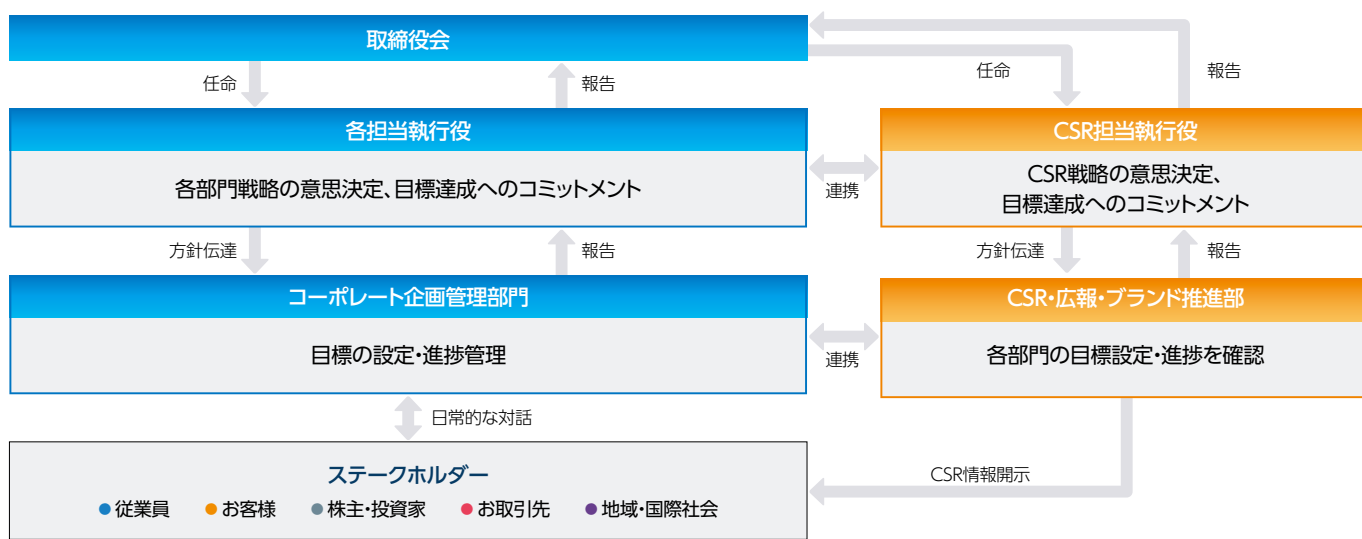 取締役会
任命
報告
任命
報告
各担当執行役
各部門戦略の意思決定、目標達成へのコミットメント
連携
CSR担当執行役
CSR戦略の意思決定、
目標達成へのコミットメント
方針伝達
報告
方針伝達
報告
コーポレート企画管理部門
目標の設定・進捗管理
連携
CSR・広報・ブランド推進部
各部門の目標設定・進捗を確認
日常的な対話
CSR情報開示
ステークホルダー
●従業員 ●お客様 ●株主・投資家 ●お取引先 ●地域・国際社会